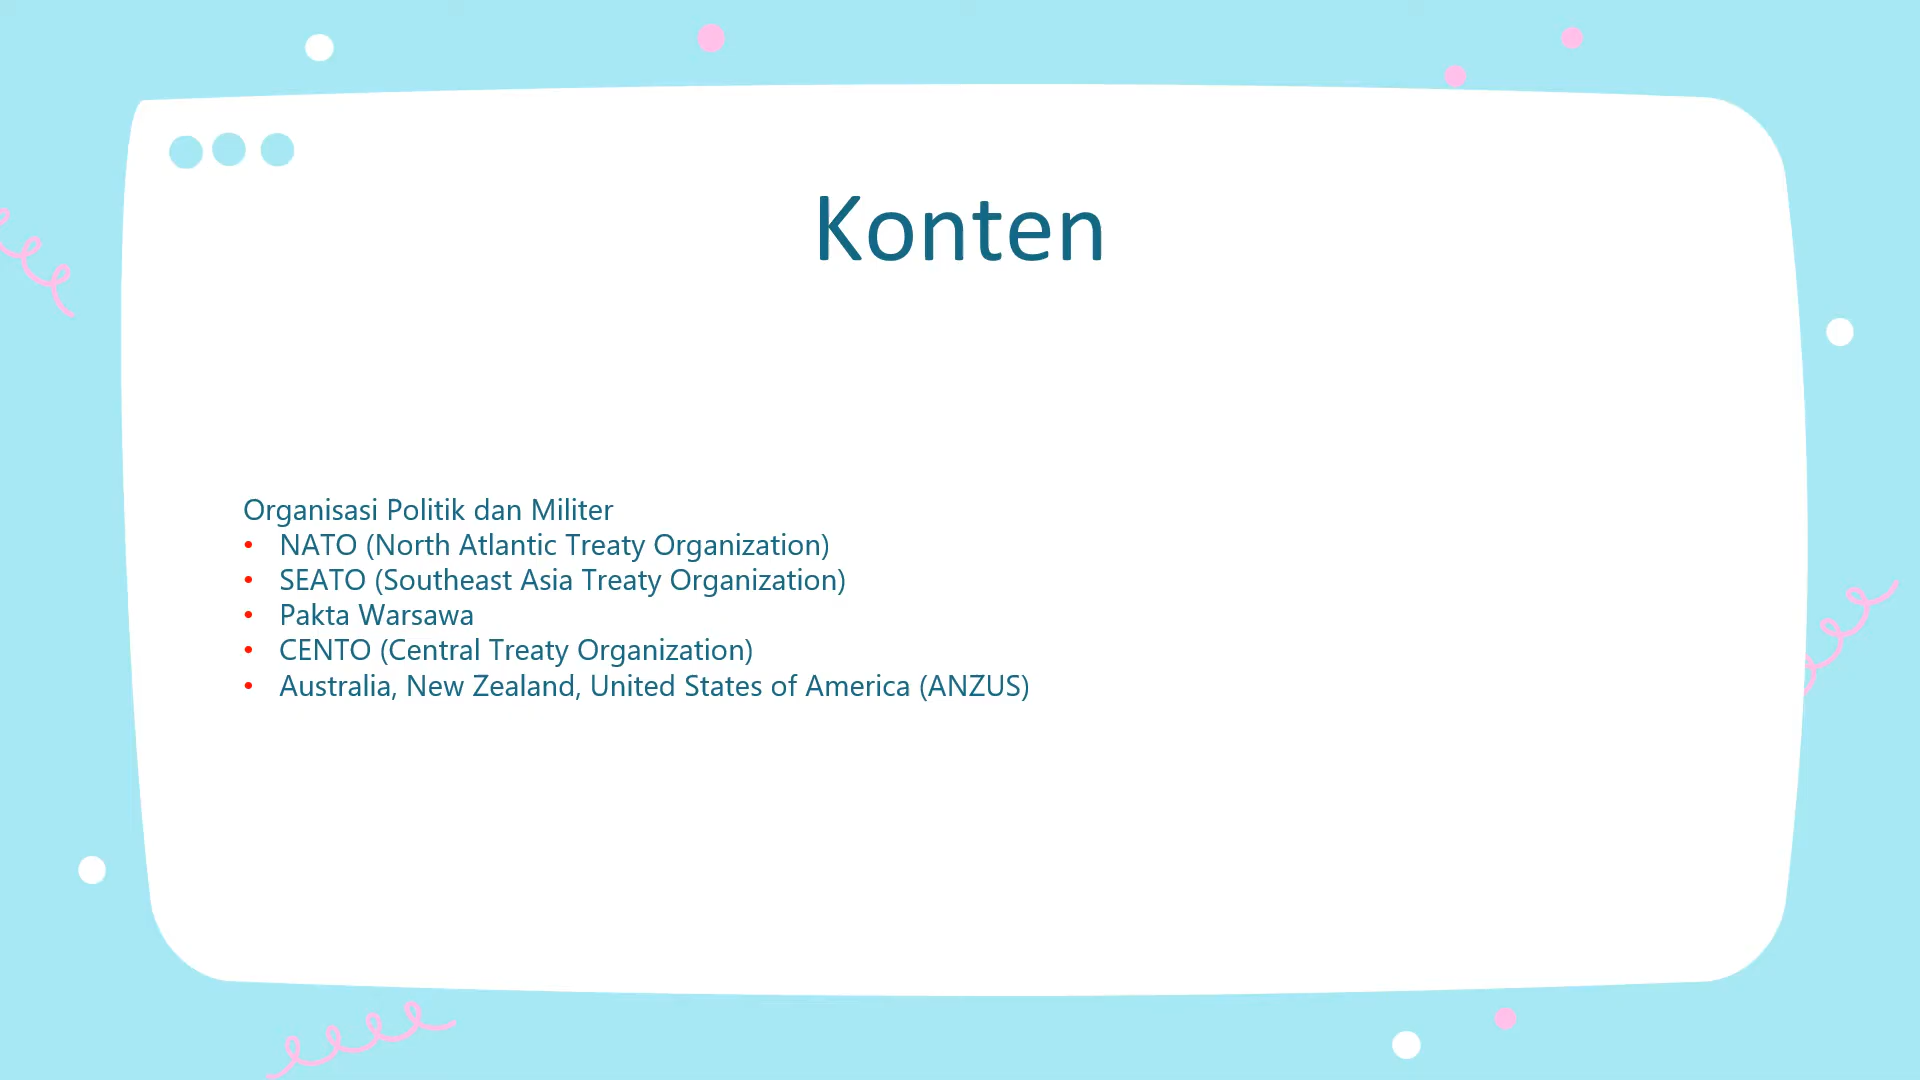 Konten
Organisasi Politik dan Militer
• NATO (North Atlantic Treaty Organization)
• SEATO (Southeast Asia Treaty Organization)
• Pakta Warsawa
• CENTO (Central Treaty Organization)
• Australia, New Zealand, United States of America (ANZUS)